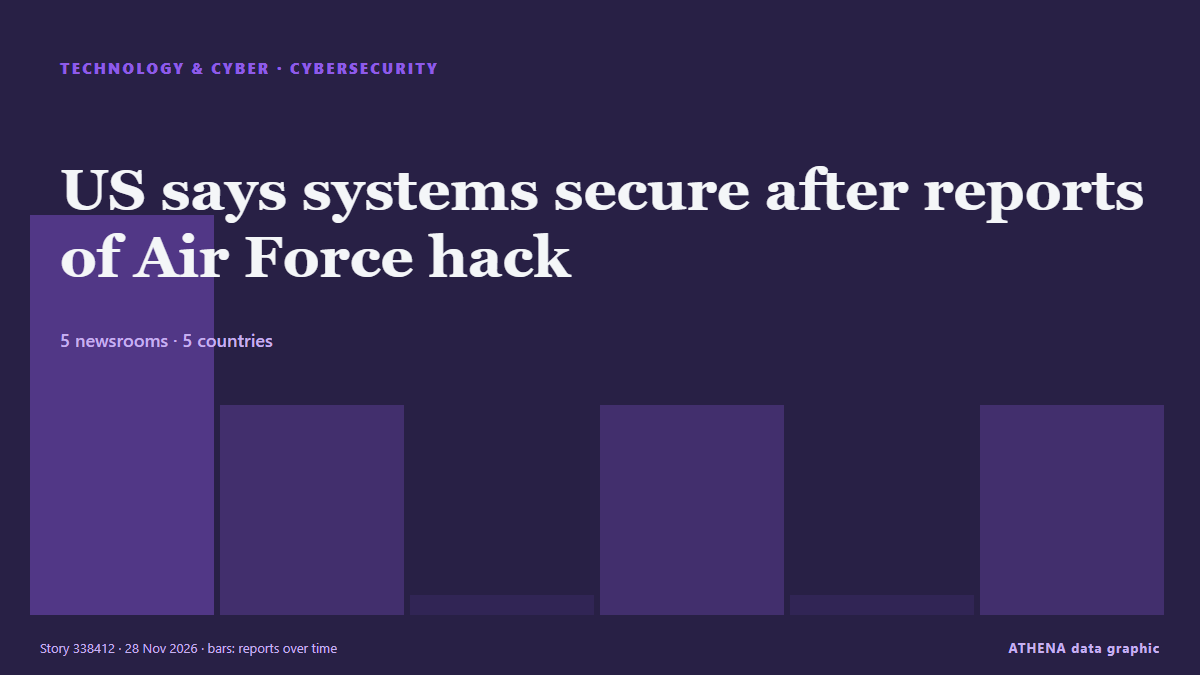 TECHNOLOGY & CYBER · CYBERSECURITY
US says systems secure after reports
of Air Force hack
5 newsrooms · 5 countries
Story 338412 · 28 Nov 2026 · bars: reports over time
ATHENA data graphic